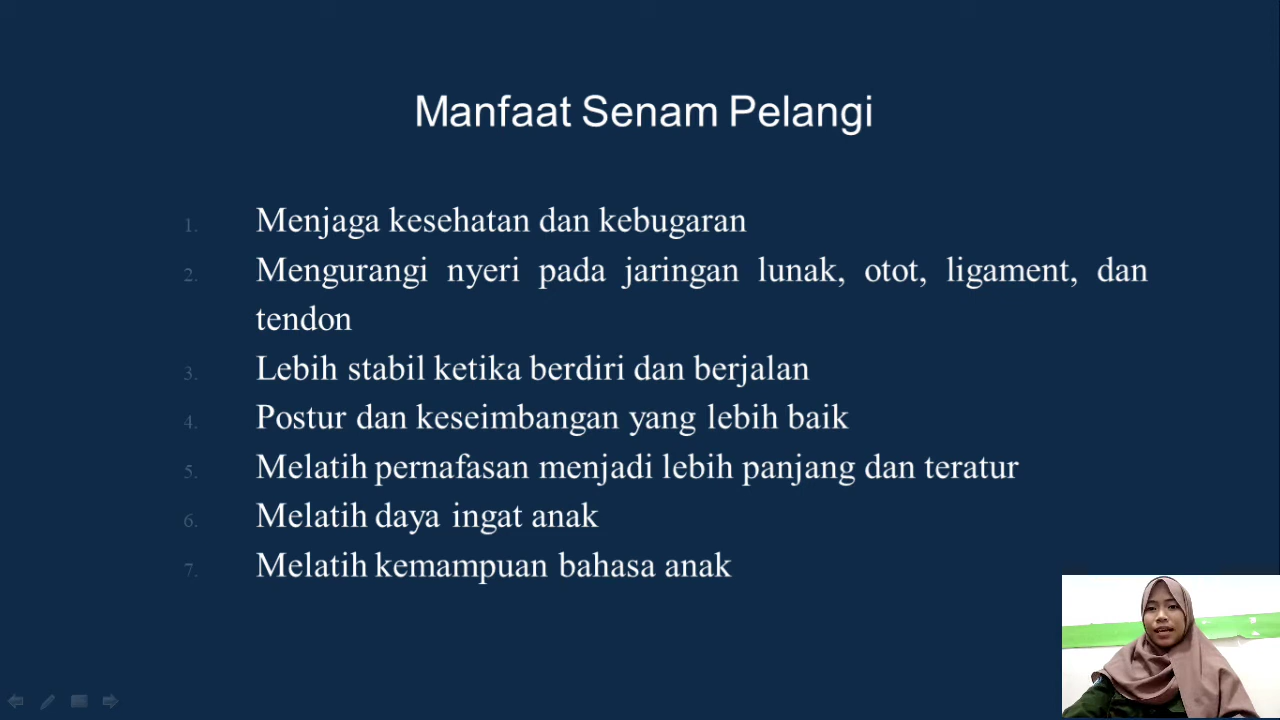 Manfaat Senam Pelangi
1. Menjaga kesehatan dan kebugaran
2. Mengurangi nyeri pada jaringan lunak, otot, ligament, dan
tendon
3. Lebih stabil ketika berdiri dan berjalan
4. Postur dan keseimbangan yang lebih baik
5. Melatih pernafasan menjadi lebih panjang dan teratur
6. Melatih daya ingat anak
7. Melatih kemampuan bahasa anak